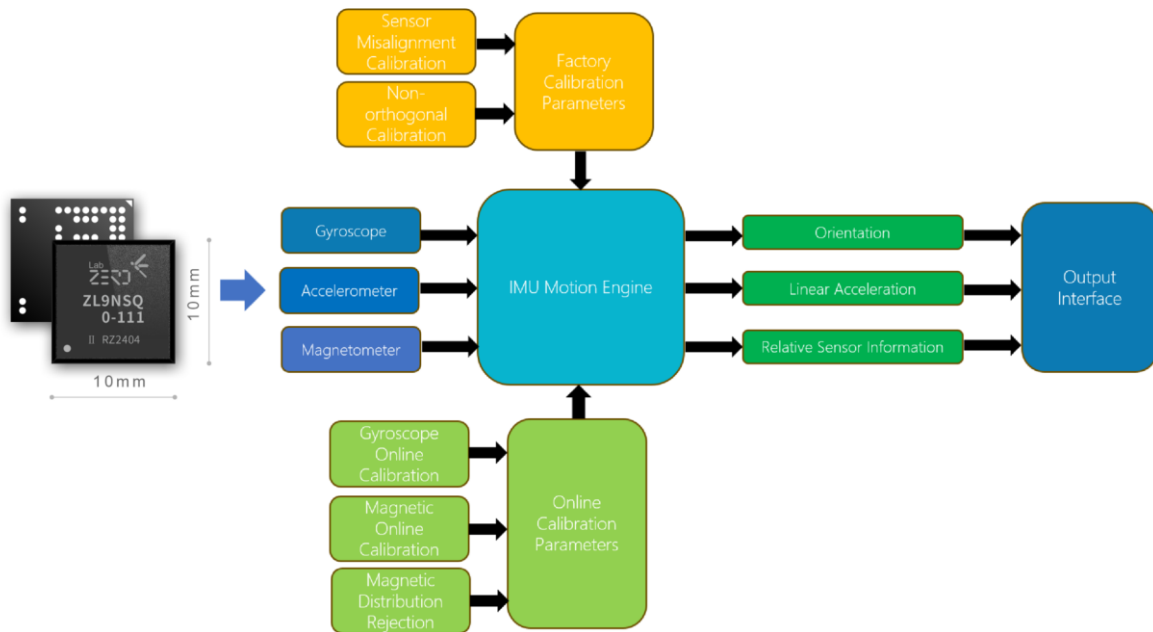 Sensor
Misalignment
Calibration
Non-
orthogonal
Calibration
Factory
Calibration
Parameters
Lab
ZERO
ZL9NSQ
0-111
II RZ2404
10mm
10mm
Gyroscope
Accelerometer
Magnetometer
IMU Motion Engine
Orientation
Linear Acceleration
Relative Sensor Information
Output
Interface
Gyroscope
Online
Calibration
Magnetic
Online
Calibration
Magnetic
Distribution
Rejection
Online
Calibration
Parameters